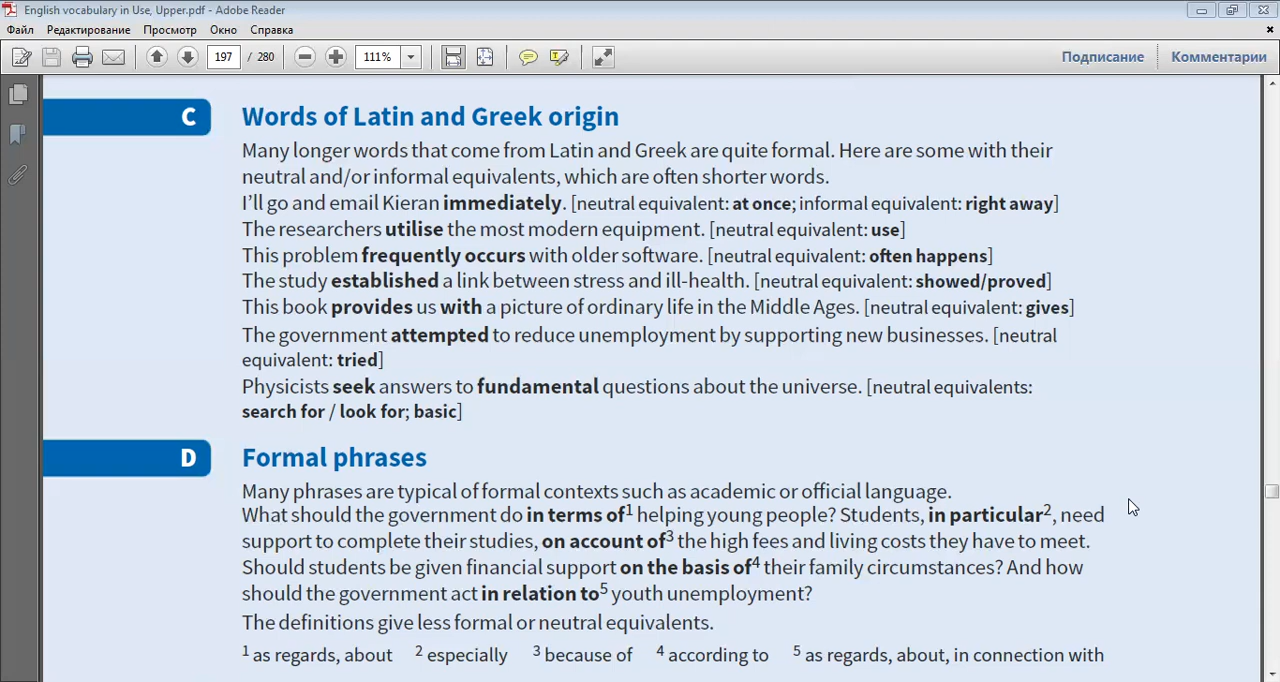 English vocabulary in Use, Upper.pdf - Adobe Reader
Файл Редактирование Просмотр Окно Справка
197 / 280 111% Подписание Комментарии
C Words of Latin and Greek origin
Many longer words that come from Latin and Greek are quite formal. Here are some with their
neutral and/or informal equivalents, which are often shorter words.
I'll go and email Kieran immediately. [neutral equivalent: at once; informal equivalent: right away]
The researchers utilise the most modern equipment. [neutral equivalent: use]
This problem frequently occurs with older software. [neutral equivalent: often happens]
The study established a link between stress and ill-health. [neutral equivalent: showed/proved]
This book provides us with a picture of ordinary life in the Middle Ages. [neutral equivalent: gives]
The government attempted to reduce unemployment by supporting new businesses. [neutral
equivalent: tried]
Physicists seek answers to fundamental questions about the universe. [neutral equivalents:
search for / look for; basic]
D Formal phrases
Many phrases are typical of formal contexts such as academic or official language.
What should the government do in terms of¹ helping young people? Students, in particular², need
support to complete their studies, on account of³ the high fees and living costs they have to meet.
Should students be given financial support on the basis of⁴ their family circumstances? And how
should the government act in relation to⁵ youth unemployment?
The definitions give less formal or neutral equivalents.
¹ as regards, about ² especially ³ because of ⁴ according to ⁵ as regards, about, in connection with